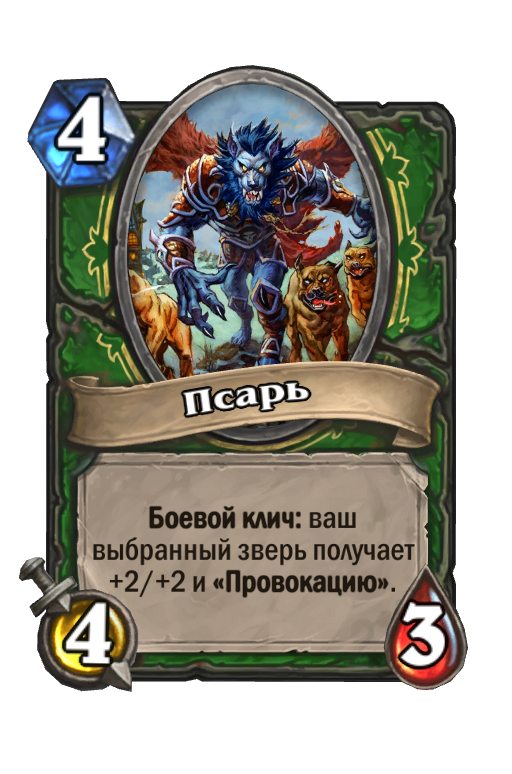 4
Псарь
Боевой клич: ваш
выбранный зверь получает
+2/+2 и «Провокацию».
4
3